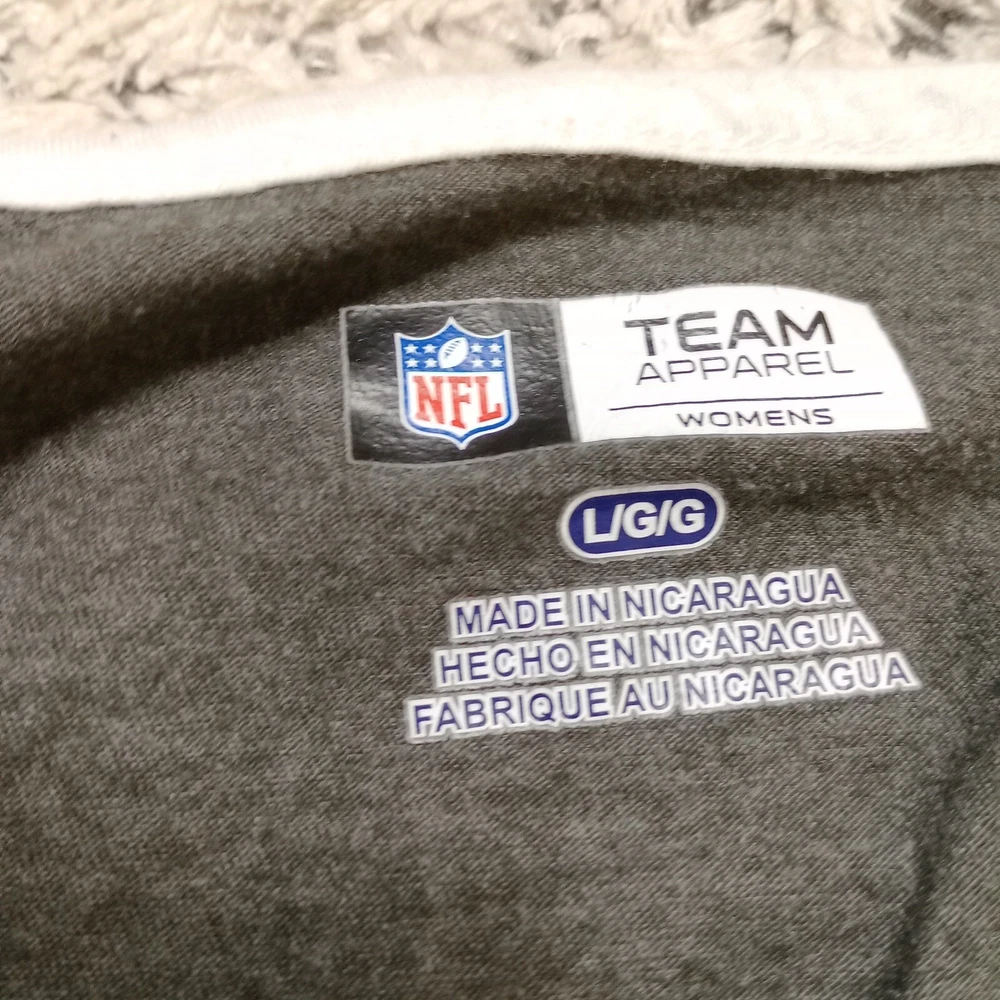 NFL
TEAM
APPAREL
WOMENS
L/G/G
MADE IN NICARAGUA
HECHO EN NICARAGUA
FABRIQUE AU NICARAGUA